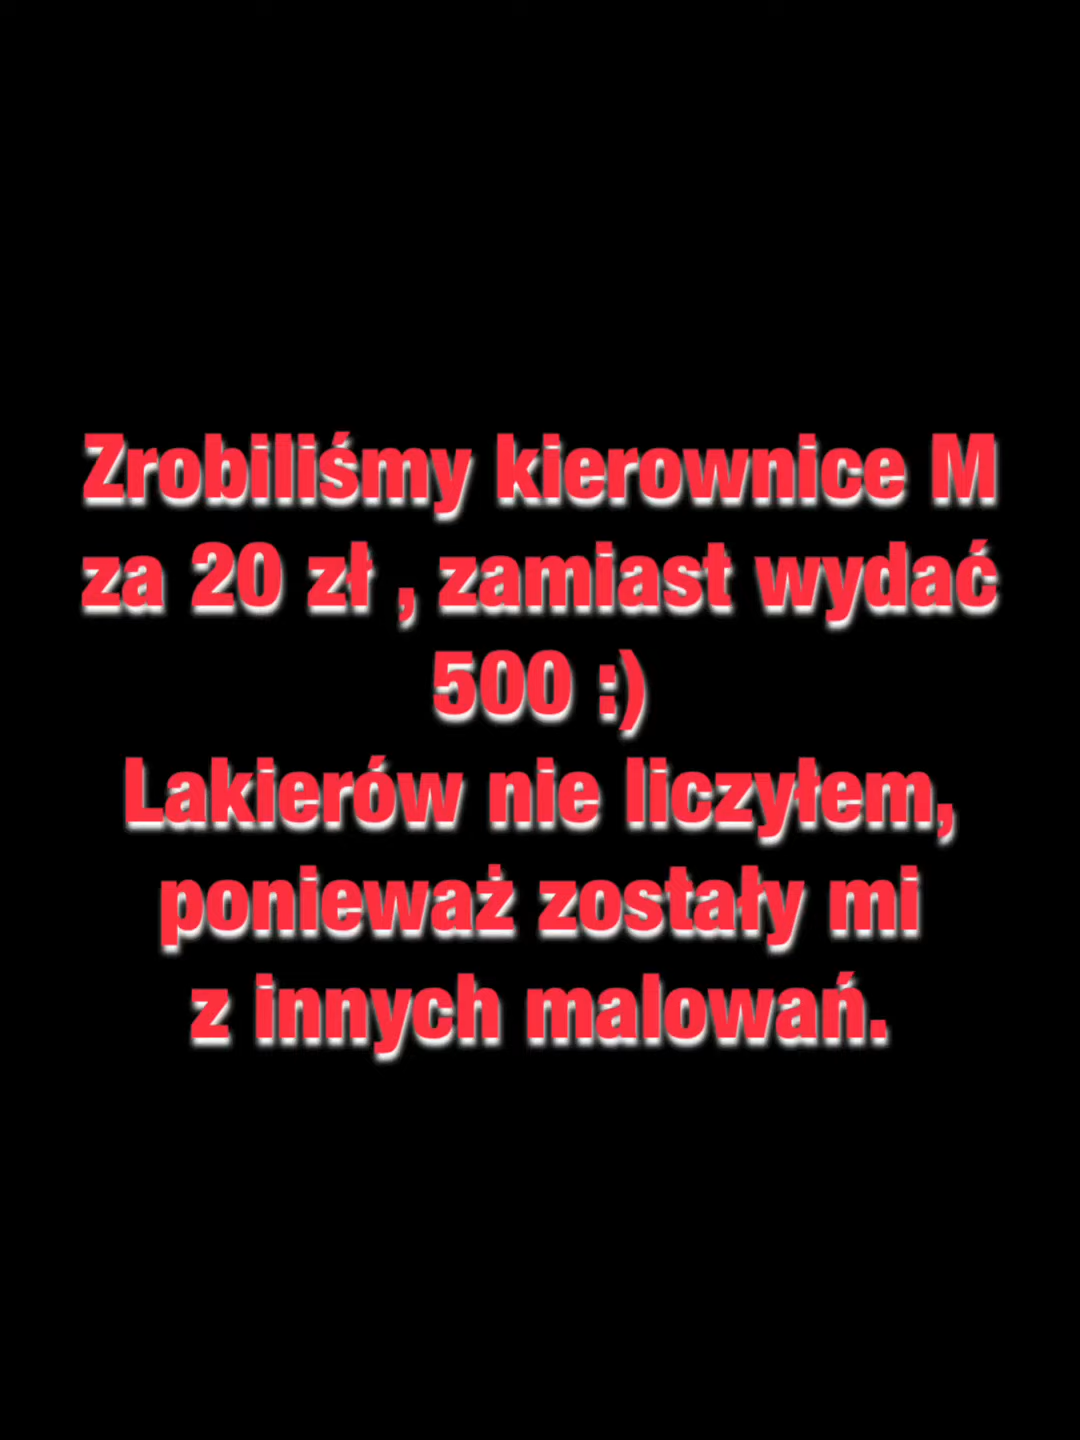 Zrobiliśmy kierownice M
za 20 zł , zamiast wydać
500 :)
Lakierów nie liczyłem,
ponieważ zostały mi
z innych malowań.